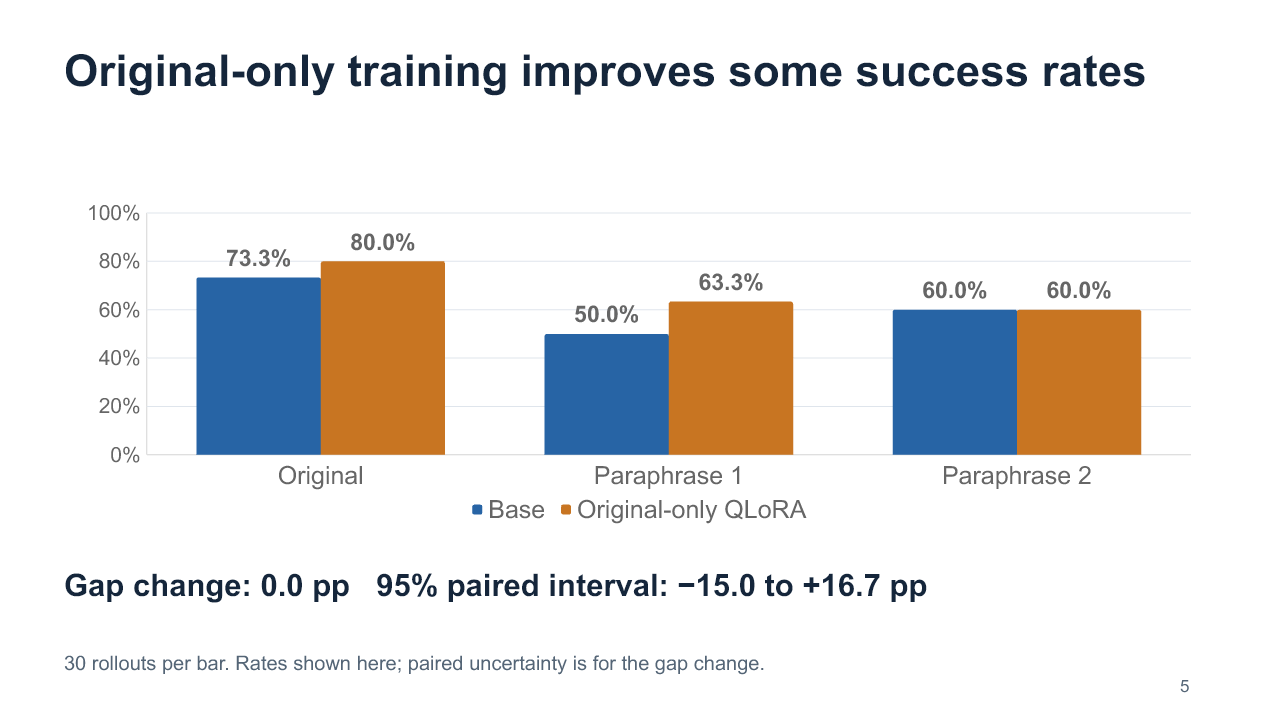 Original-only training improves some success rates
100%
80%
60%
40%
20%
0%
73.3%
80.0%
50.0%
63.3%
60.0%
60.0%
Original
Paraphrase 1
Paraphrase 2
Base
Original-only QLoRA
Gap change: 0.0 pp 95% paired interval: −15.0 to +16.7 pp
30 rollouts per bar. Rates shown here; paired uncertainty is for the gap change.
5